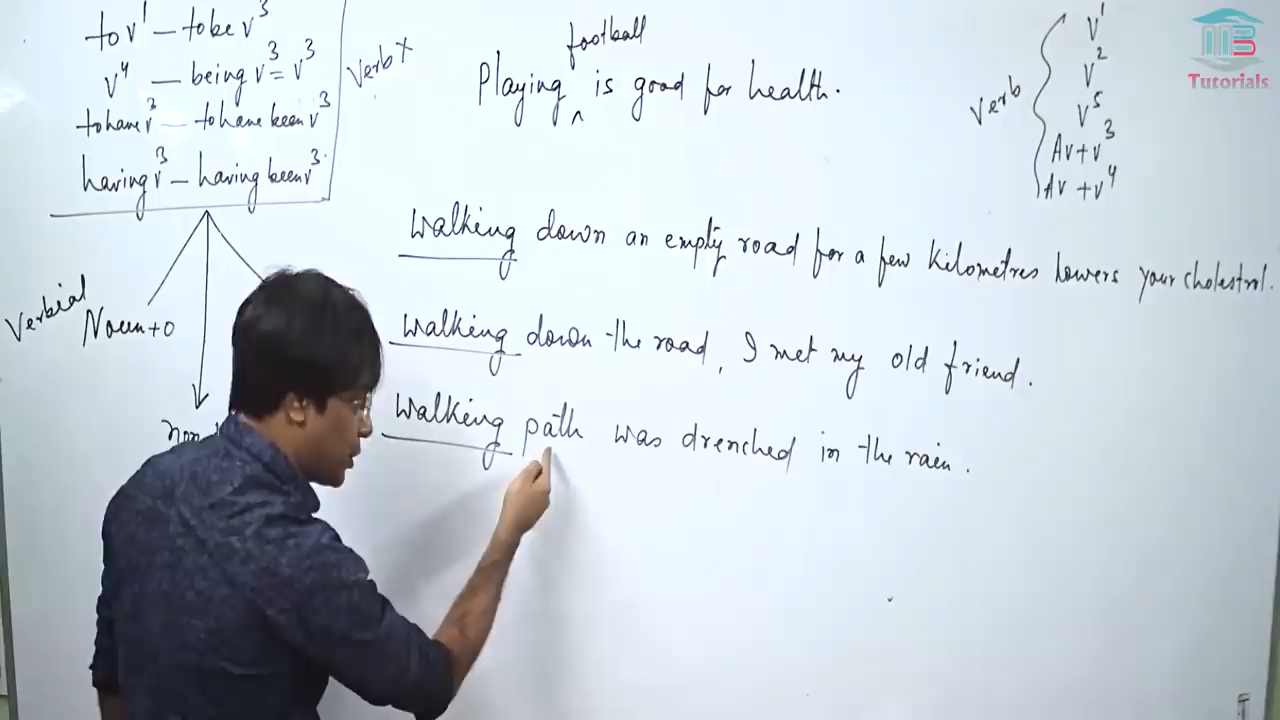 to v¹ – to be v³
v⁴ — being v³ = v³
to have v³ — to have been v³
having v³ – having been v³
verb x
Verbial
Noun + o
football
Playing ^ is good for health.
verb
v¹
v²
v⁵
Av + v³
Av + v⁴
MB
Tutorials
Walking down an empty road for a few kilometres lowers your cholestrol.
Walking down the road, I met my old friend.
Walking path was drenched in the rain.